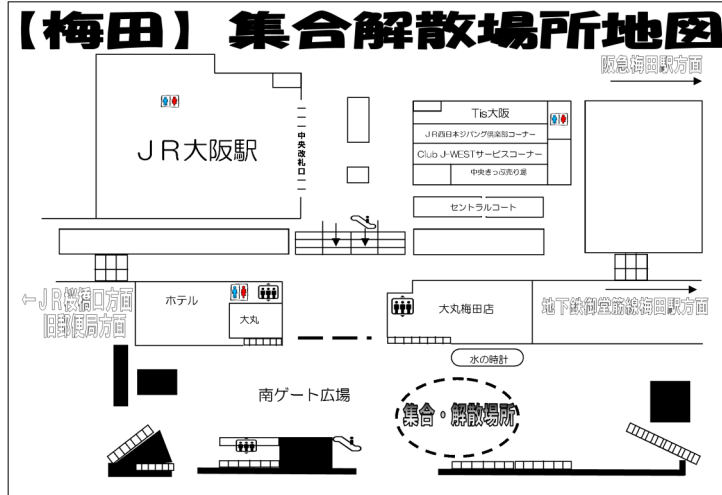 【梅田】集合解散場所地図
阪急梅田駅方面
JR大阪駅
中央改札口
Tis大阪
JR西日本ジパング倶楽部コーナー
Club J-WESTサービスコーナー
中央きっぷ売り場
セントラルコート
←JR桜橋口方面
旧郵便局方面
ホテル
大丸
大丸梅田店
地下鉄御堂筋線梅田駅方面
水の時計
南ゲート広場
集合・解散場所